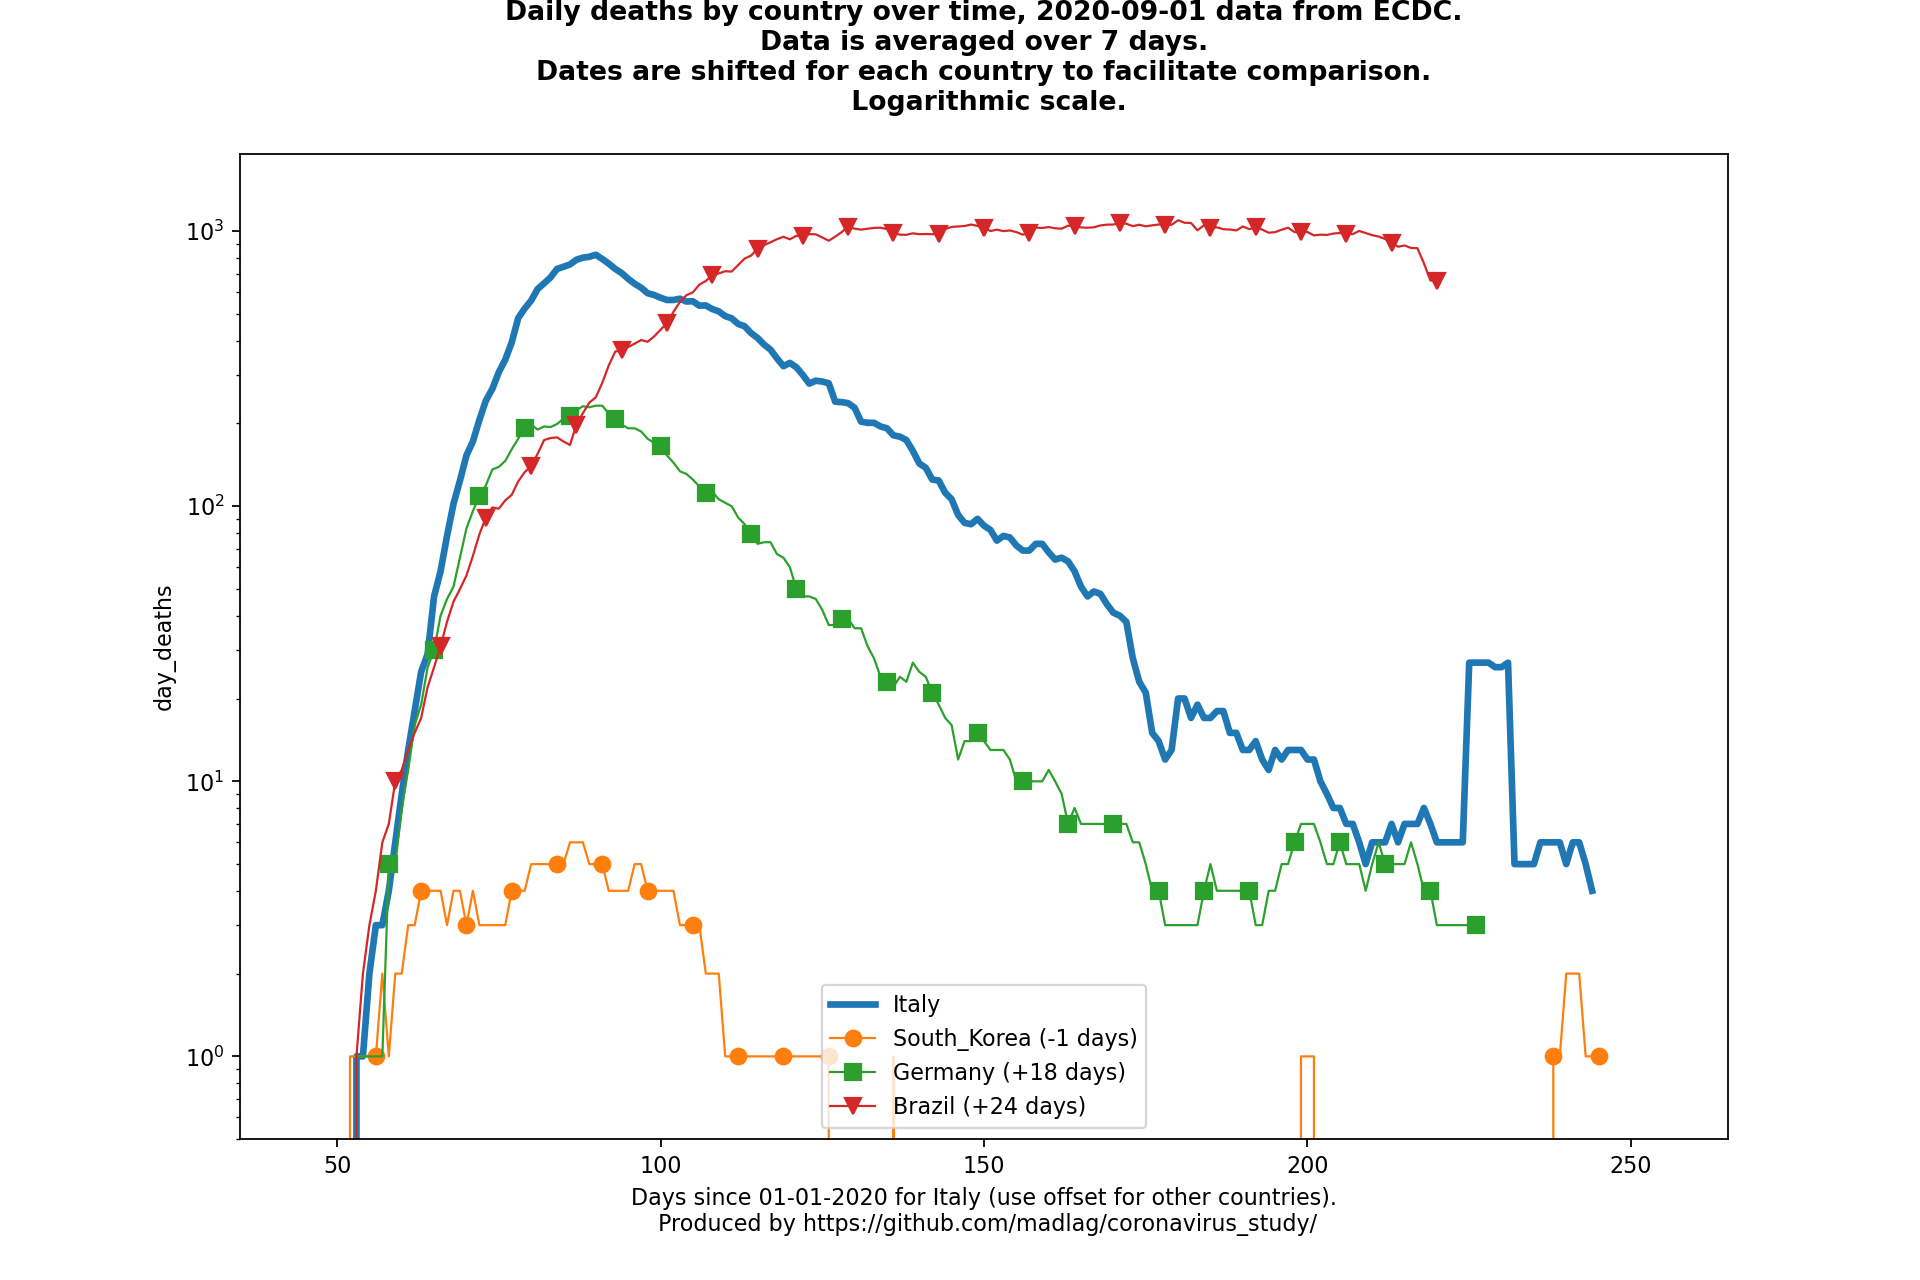 Daily deaths by country over time, 2020-09-01 data from ECDC.
Data is averaged over 7 days.
Dates are shifted for each country to facilitate comparison.
Logarithmic scale.
10³
10²
10¹
10⁰
day_deaths
Italy
South_Korea (-1 days)
Germany (+18 days)
Brazil (+24 days)
50 100 150 200 250
Days since 01-01-2020 for Italy (use offset for other countries).
Produced by https://github.com/madlag/coronavirus_study/